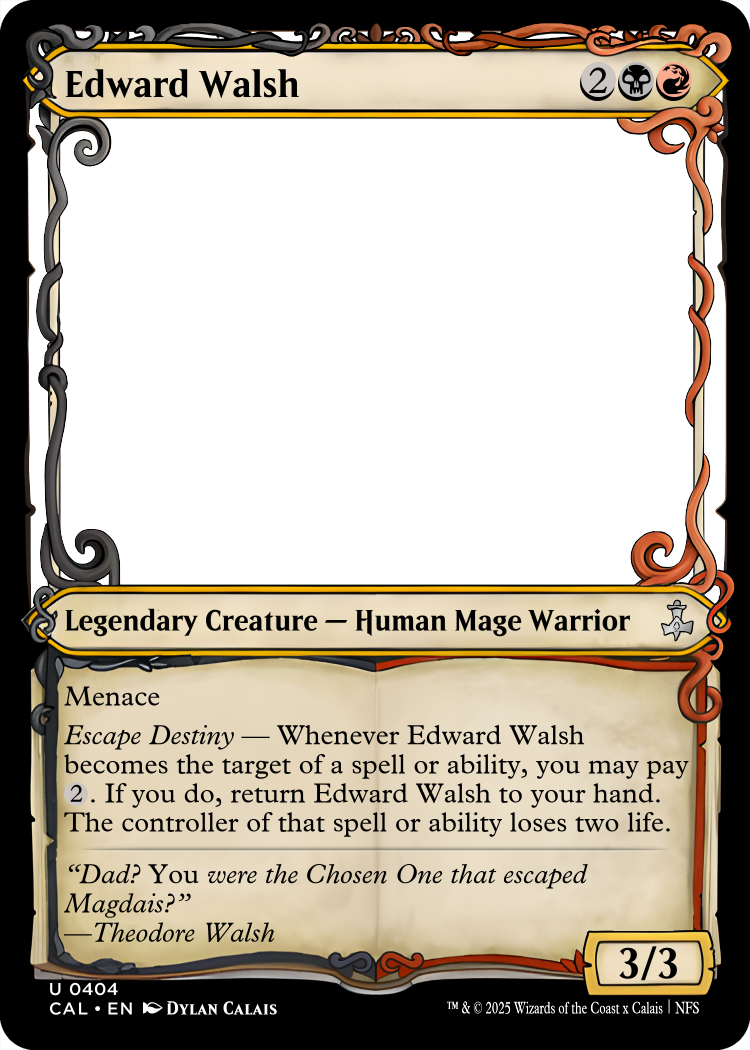 Edward Walsh 2
Legendary Creature — Human Mage Warrior
Menace
Escape Destiny — Whenever Edward Walsh
becomes the target of a spell or ability, you may pay
2. If you do, return Edward Walsh to your hand.
The controller of that spell or ability loses two life.
“Dad? You were the Chosen One that escaped
Magdais?”
—Theodore Walsh
3/3
U 0404
CAL • EN DYLAN CALAIS
™ & © 2025 Wizards of the Coast x Calais | NFS